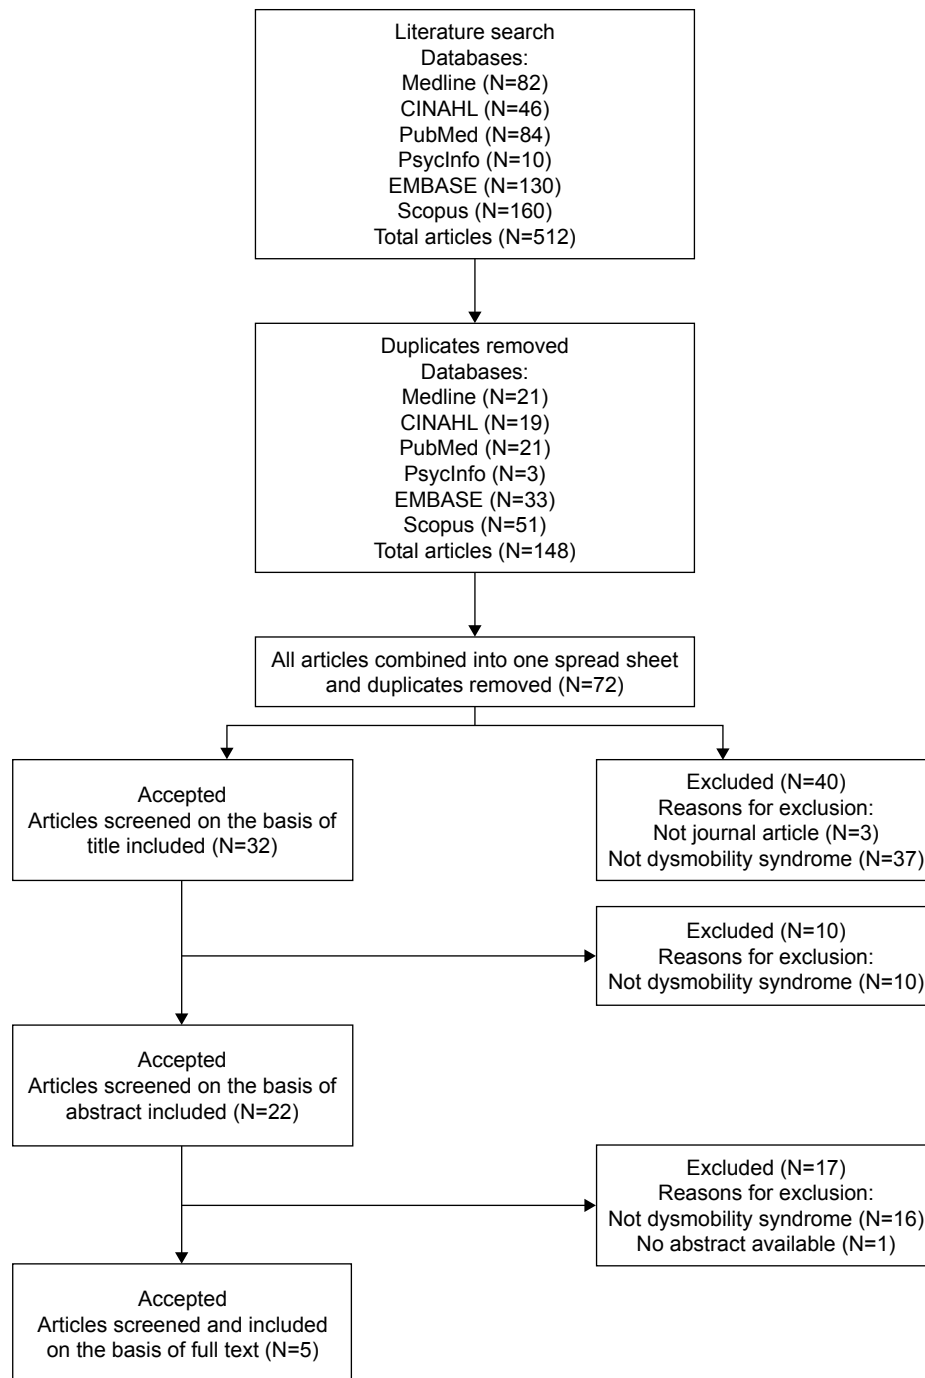 Literature search
Databases:
Medline (N=82)
CINAHL (N=46)
PubMed (N=84)
PsycInfo (N=10)
EMBASE (N=130)
Scopus (N=160)
Total articles (N=512)
Duplicates removed
Databases:
Medline (N=21)
CINAHL (N=19)
PubMed (N=21)
PsycInfo (N=3)
EMBASE (N=33)
Scopus (N=51)
Total articles (N=148)
All articles combined into one spread sheet
and duplicates removed (N=72)
Accepted
Articles screened on the basis of
title included (N=32)
Excluded (N=40)
Reasons for exclusion:
Not journal article (N=3)
Not dysmobility syndrome (N=37)
Excluded (N=10)
Reasons for exclusion:
Not dysmobility syndrome (N=10)
Accepted
Articles screened on the basis of
abstract included (N=22)
Excluded (N=17)
Reasons for exclusion:
Not dysmobility syndrome (N=16)
No abstract available (N=1)
Accepted
Articles screened and included
on the basis of full text (N=5)